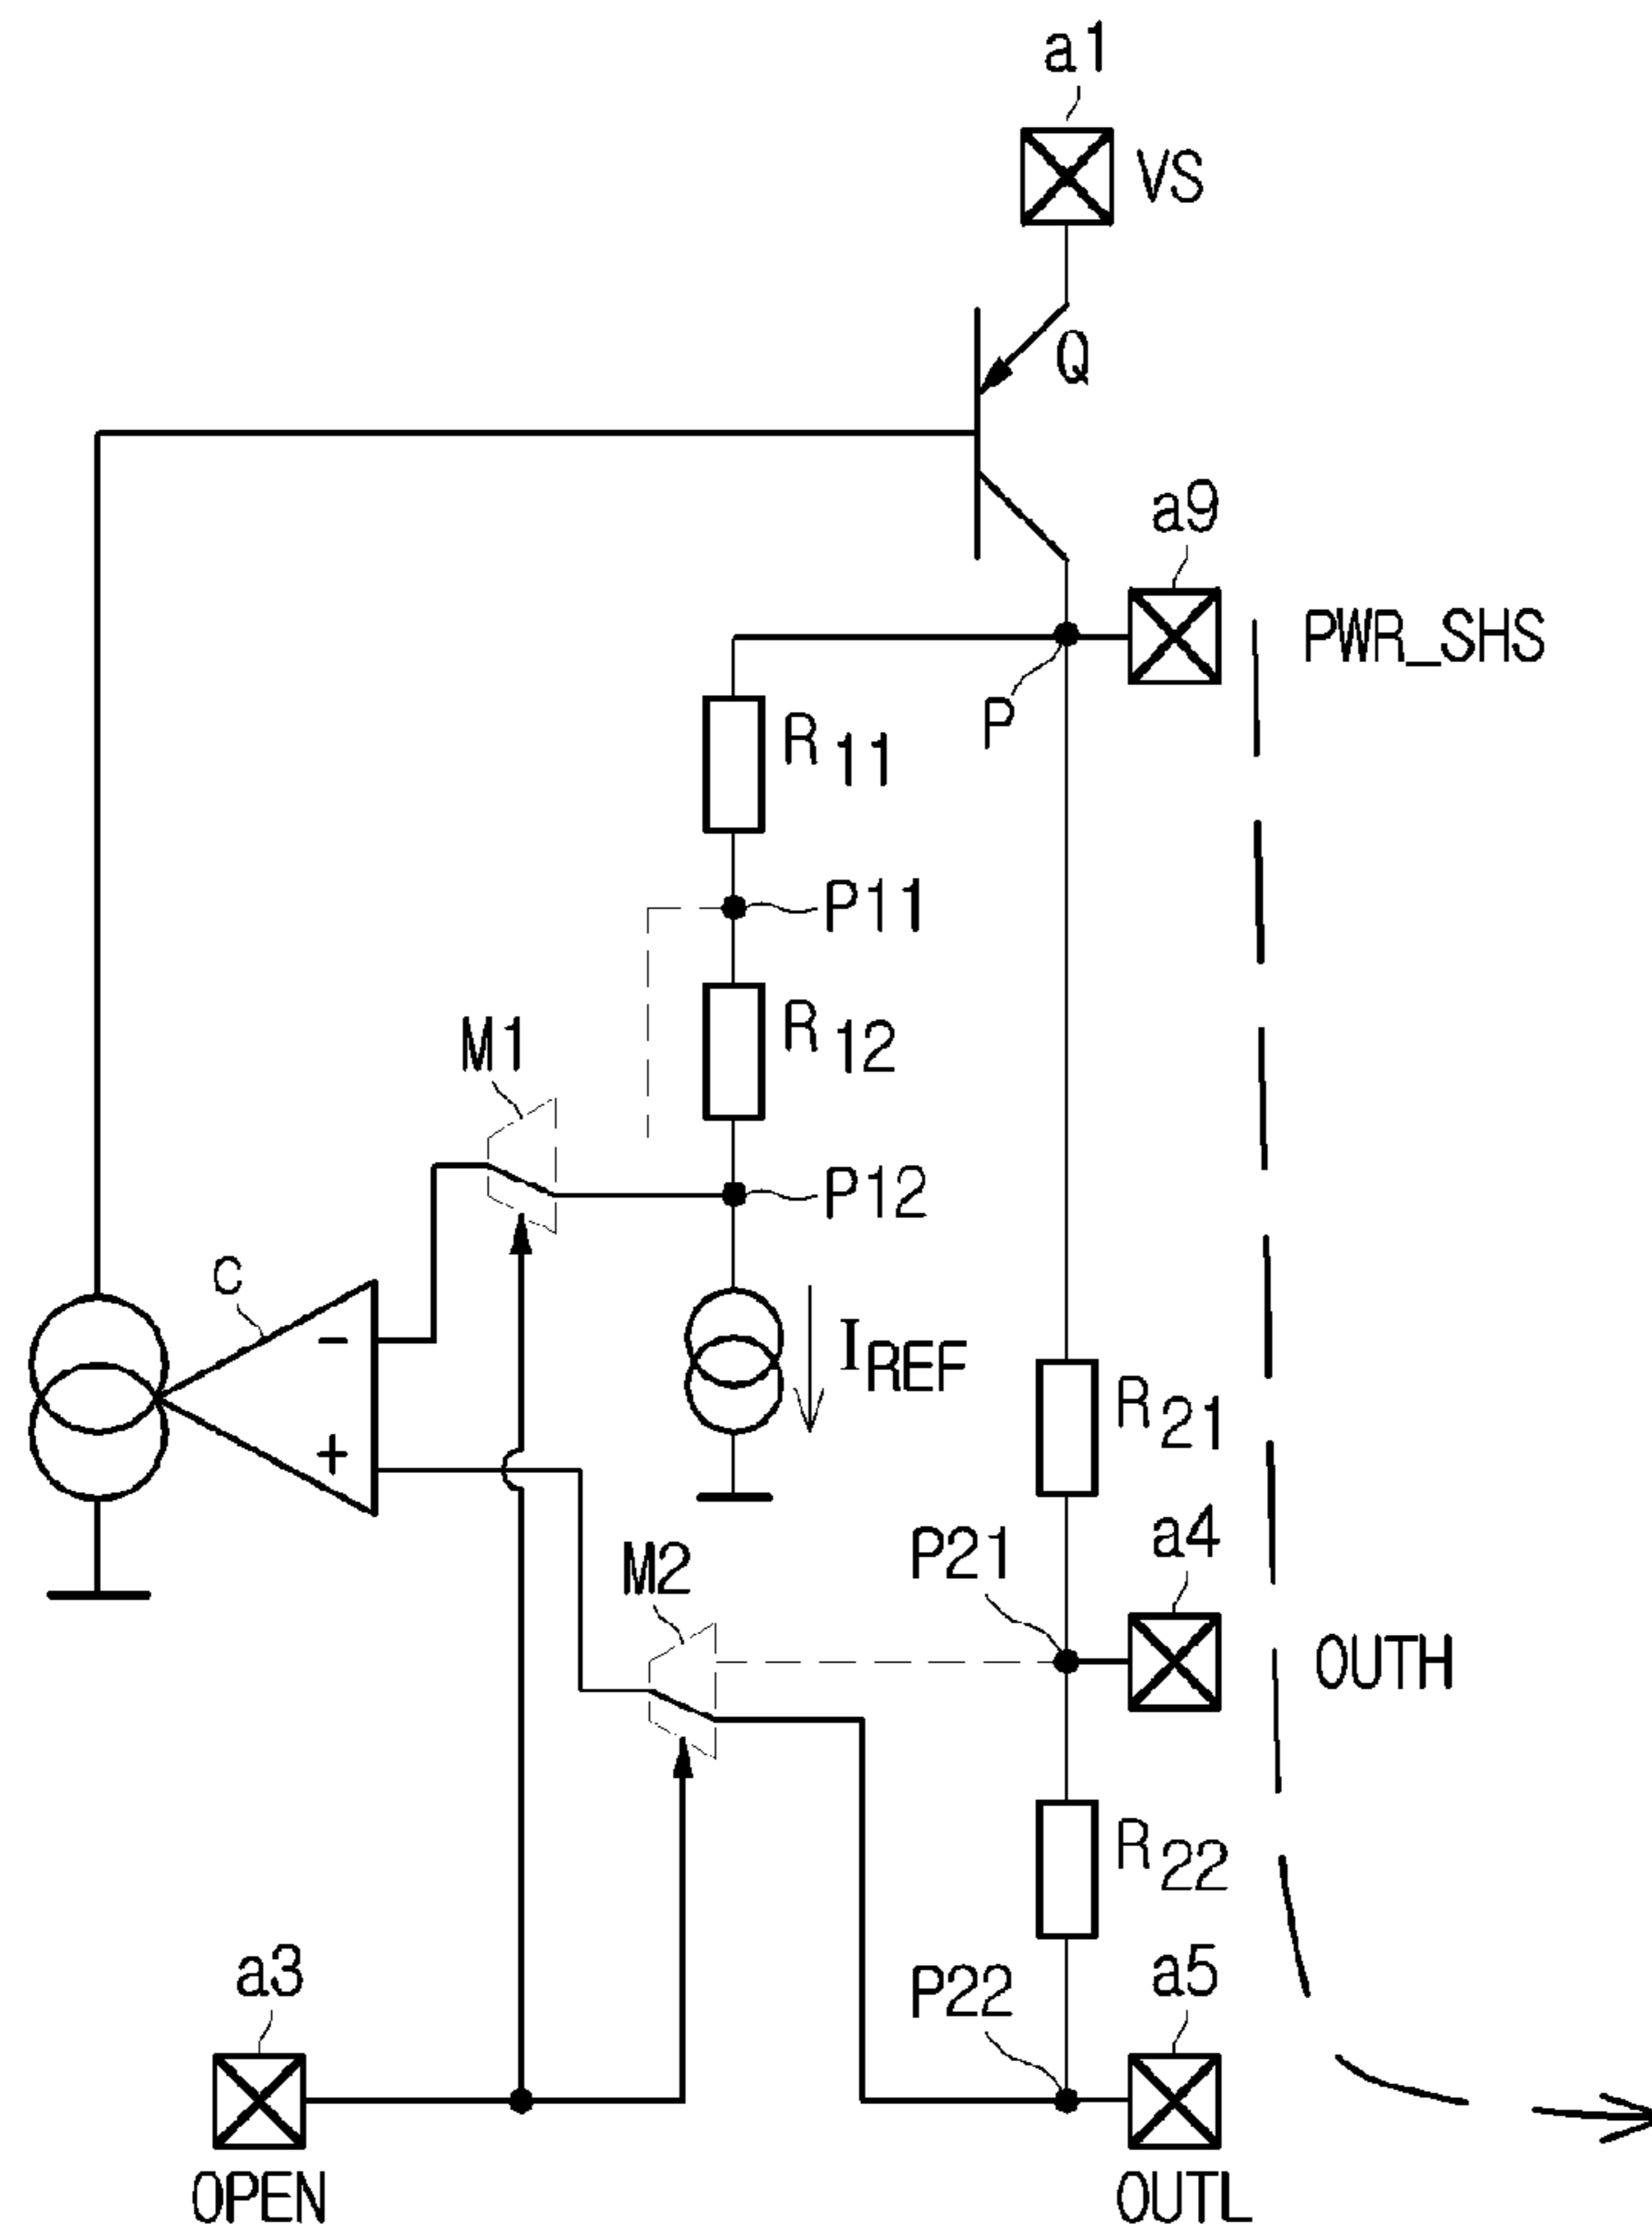 a1
VS
Q
a9
PWR_SHS
P
R11
P11
R12
M1
P12
C
-
IREF
+
R21
a4
P21
M2
OUTH
R22
a3
a5
P22
OPEN
OUTL